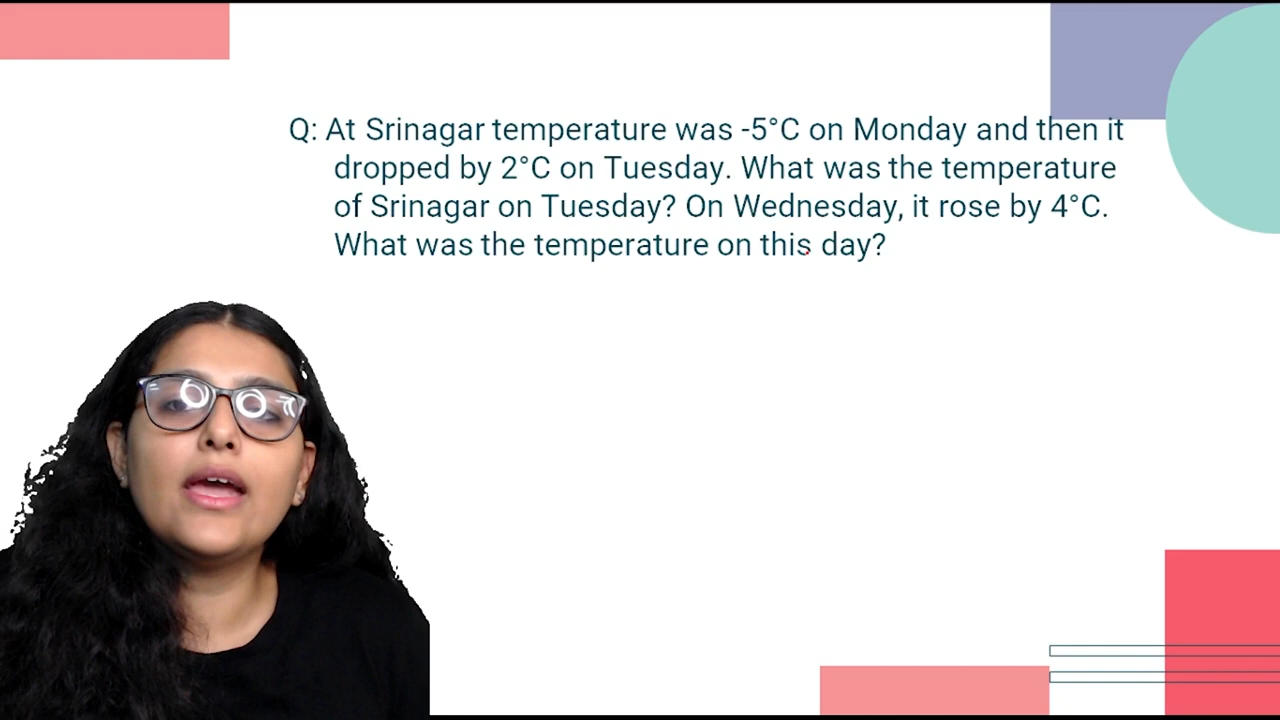 Q: At Srinagar temperature was -5°C on Monday and then it
dropped by 2°C on Tuesday. What was the temperature
of Srinagar on Tuesday? On Wednesday, it rose by 4°C.
What was the temperature on this day?